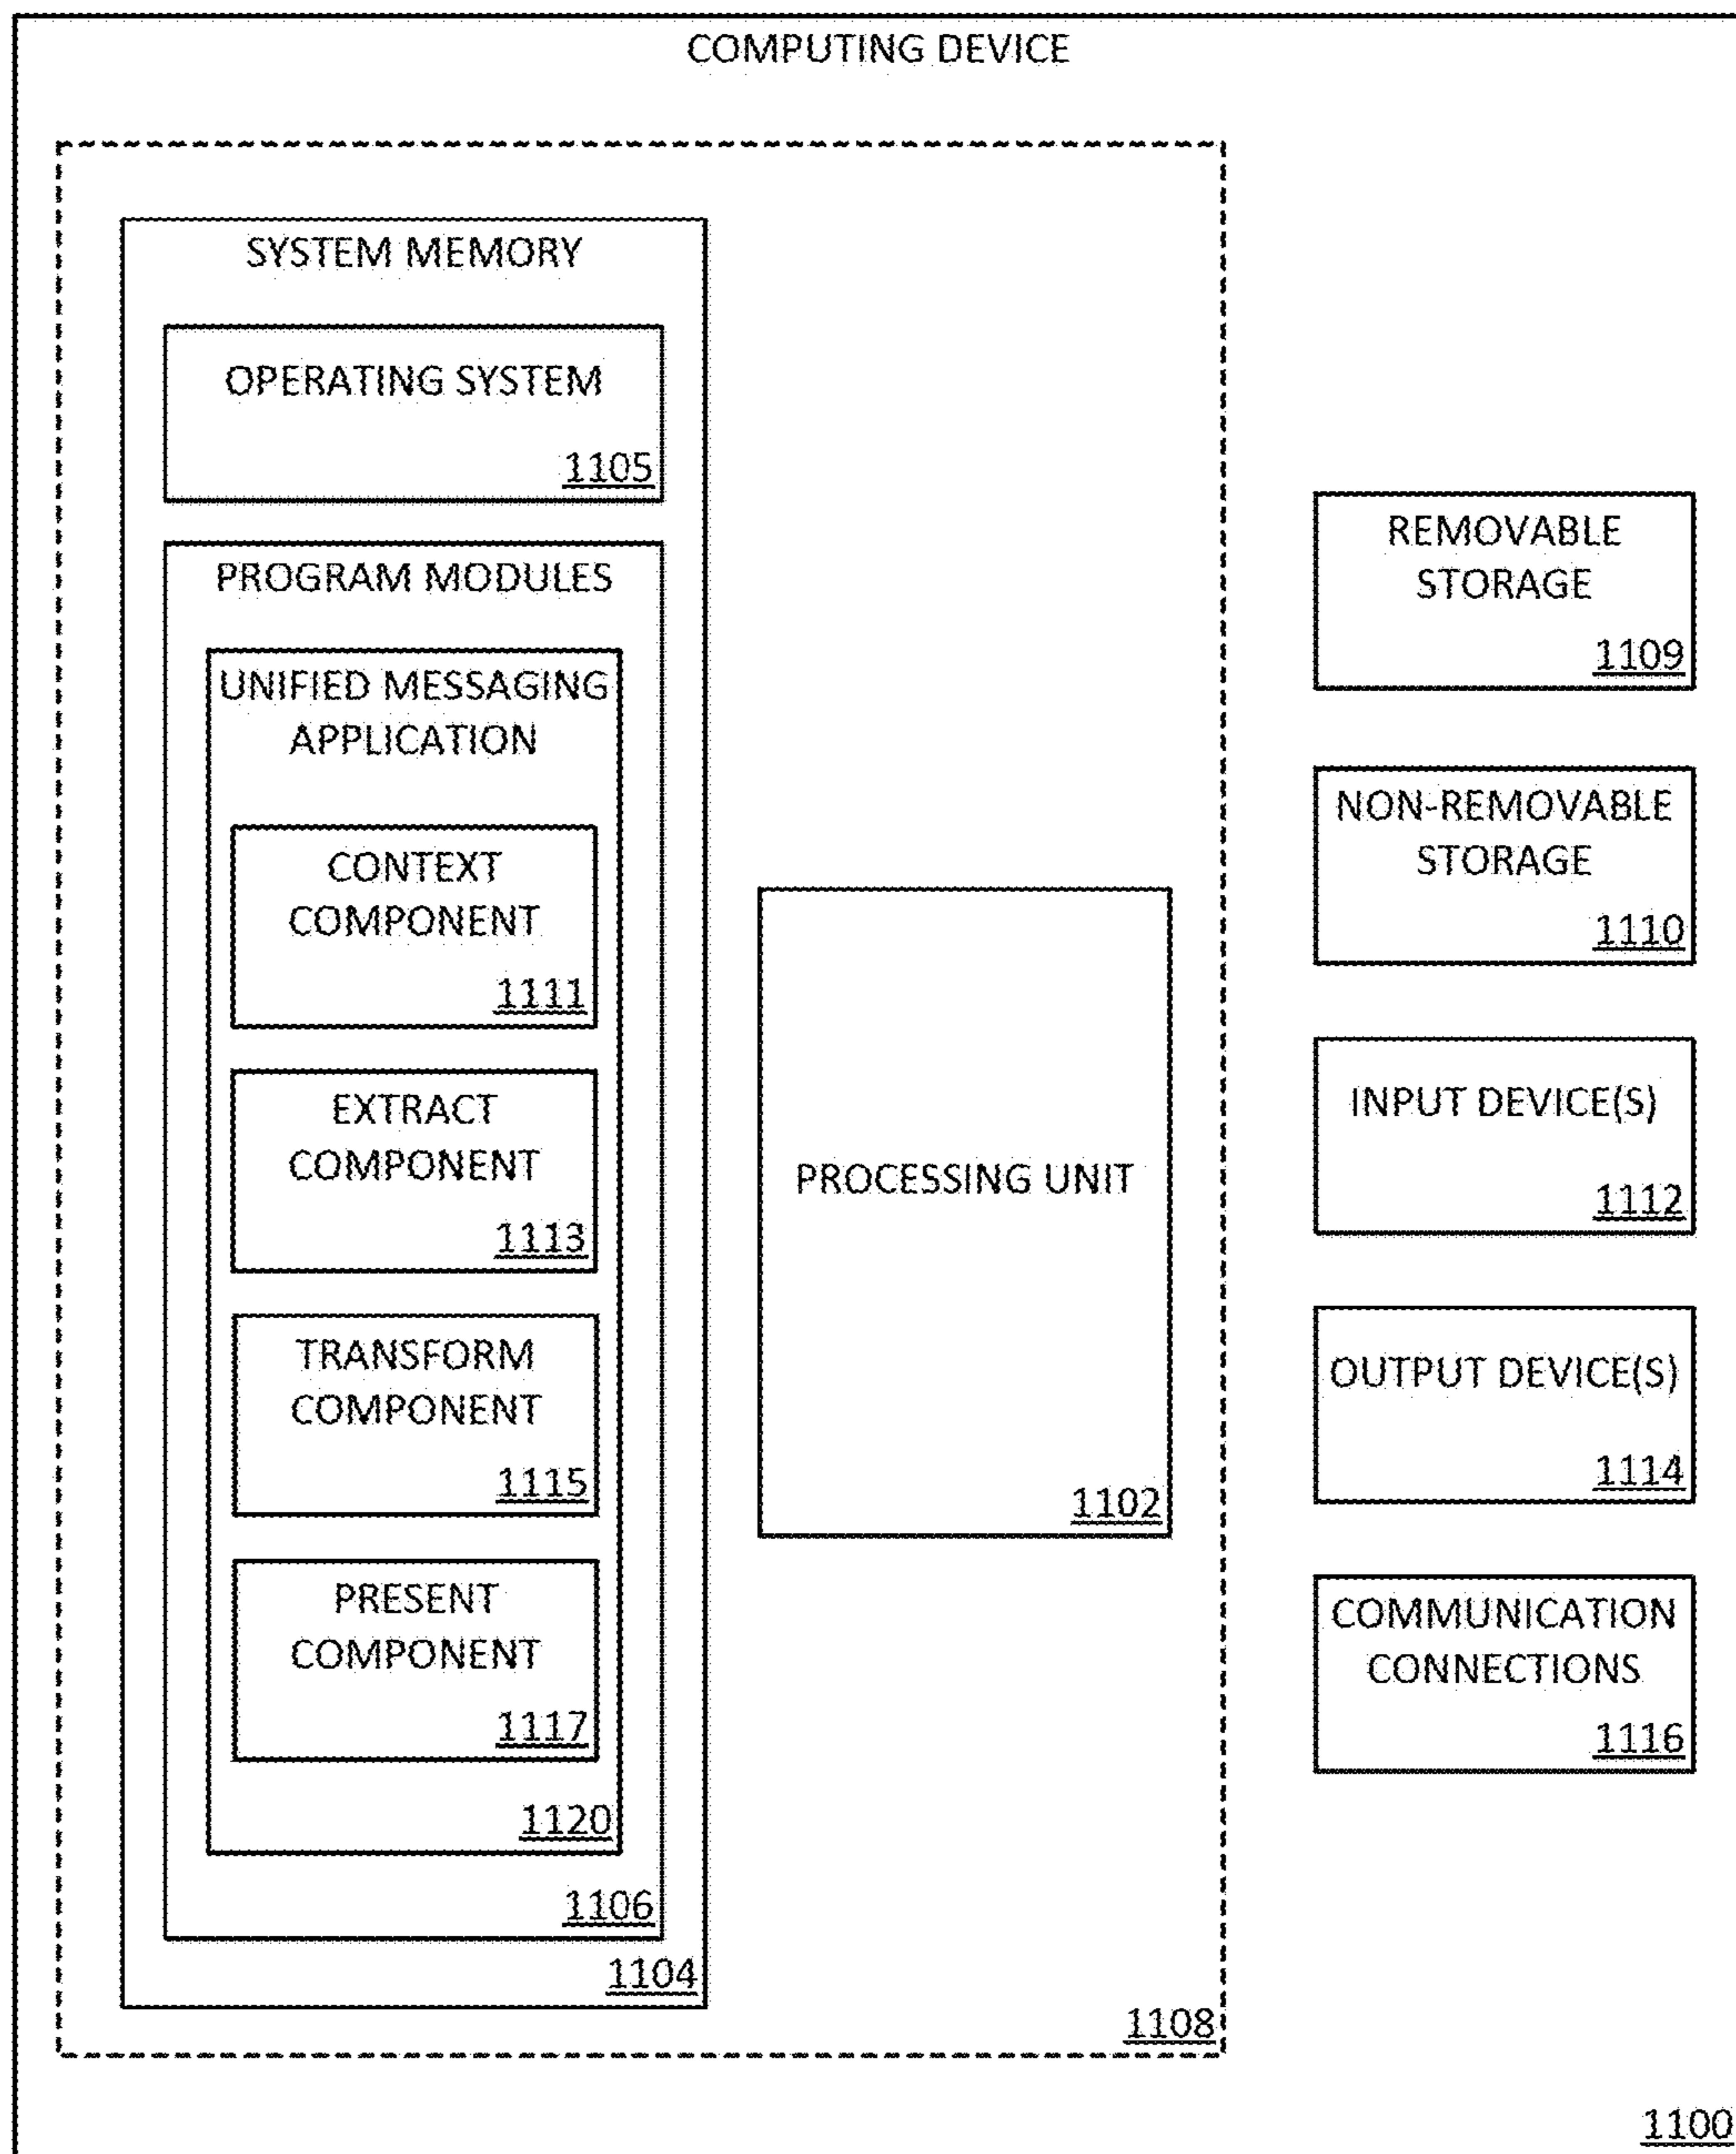 COMPUTING DEVICE
SYSTEM MEMORY
OPERATING SYSTEM
1105
PROGRAM MODULES
UNIFIED MESSAGING
APPLICATION
CONTEXT
COMPONENT
1111
EXTRACT
COMPONENT
1113
TRANSFORM
COMPONENT
1115
PRESENT
COMPONENT
1117
1120
1106
1104
PROCESSING UNIT
1102
1108
REMOVABLE
STORAGE
1109
NON-REMOVABLE
STORAGE
1110
INPUT DEVICE(S)
1112
OUTPUT DEVICE(S)
1114
COMMUNICATION
CONNECTIONS
1116
1100